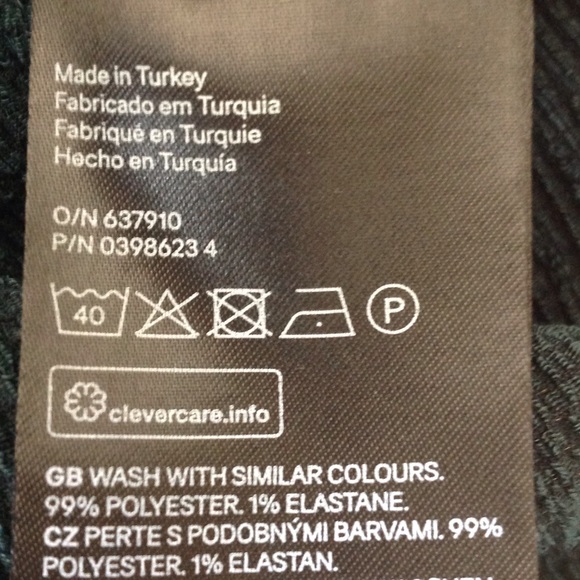 Made in Turkey
Fabricado em Turquia
Fabriqué en Turquie
Hecho en Turquía
O/N 637910
P/N 0398623 4
40 P
clevercare.info
GB WASH WITH SIMILAR COLOURS.
99% POLYESTER. 1% ELASTANE.
CZ PERTE S PODOBNÝMI BARVAMI. 99%
POLYESTER. 1% ELASTAN.